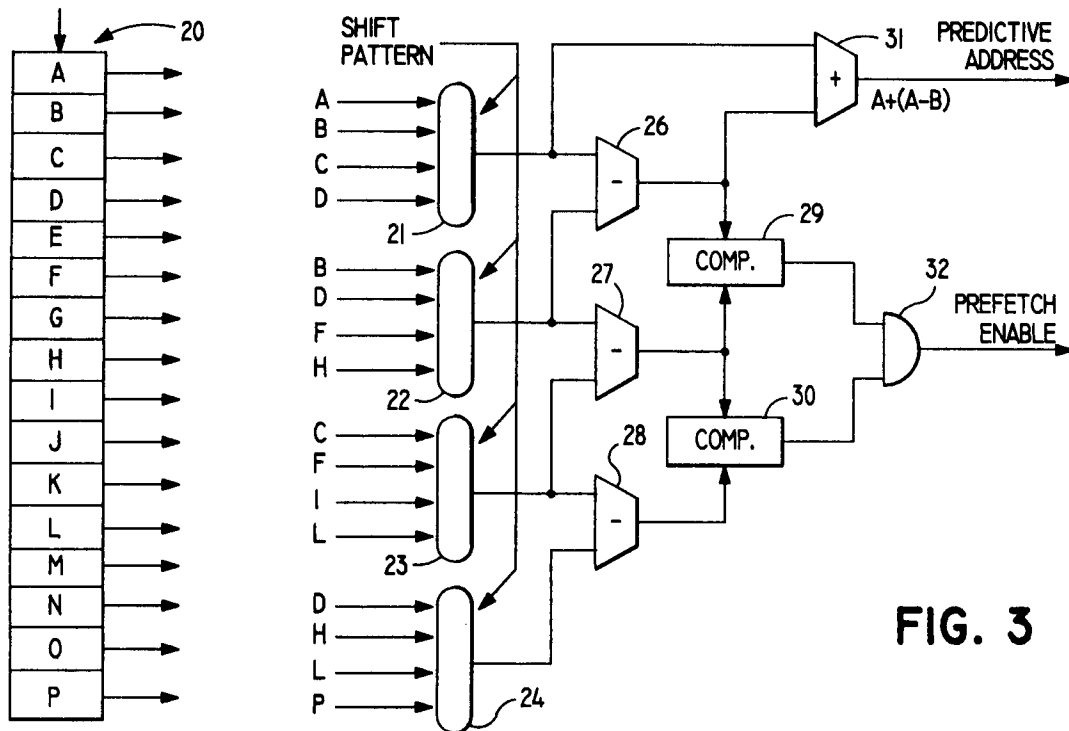 20
A
B
C
D
E
F
G
H
I
J
K
L
M
N
O
P
SHIFT
PATTERN
A
B
C
D
21
B
D
F
H
22
C
F
I
L
23
D
H
L
P
24
26
-
27
-
28
-
29
COMP.
30
COMP.
31
+
PREDICTIVE
ADDRESS
A+(A-B)
32
PREFETCH
ENABLE
FIG. 3